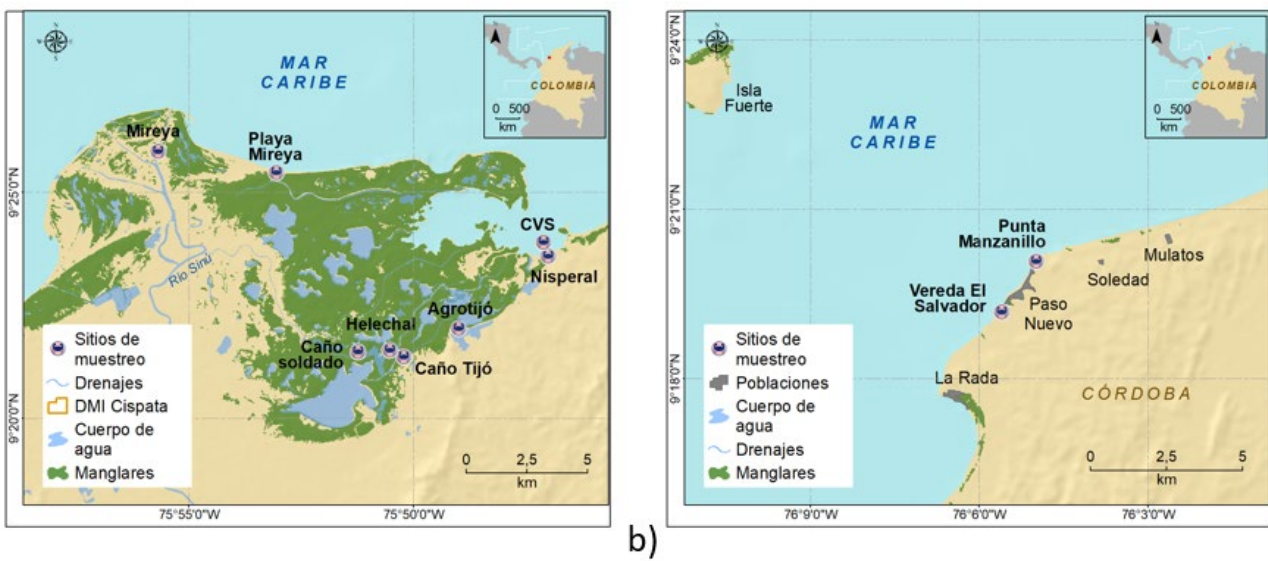 MAR
CARIBE
COLOMBIA
0 500
km
Mireya
Playa
Mireya
CVS
Nisperal
Río Sinú
Agrotijó
Helechal
Caño
soldado
Caño Tijó
Sitios de
muestreo
Drenajes
DMI Cispata
Cuerpo de
agua
Manglares
0 2,5 5
km
9°25'0"N
9°20'0"N
75°55'0"W
75°50'0"W
b)
9°24'0"N
9°21'0"N
9°18'0"N
Isla
Fuerte
MAR
CARIBE
COLOMBIA
0 500
km
Punta
Manzanillo
Mulatos
Soledad
Vereda El
Salvador
Paso
Nuevo
La Rada
CÓRDOBA
Sitios de
muestreo
Poblaciones
Cuerpo de
agua
Drenajes
Manglares
0 2,5 5
km
76°9'0"W
76°6'0"W
76°3'0"W